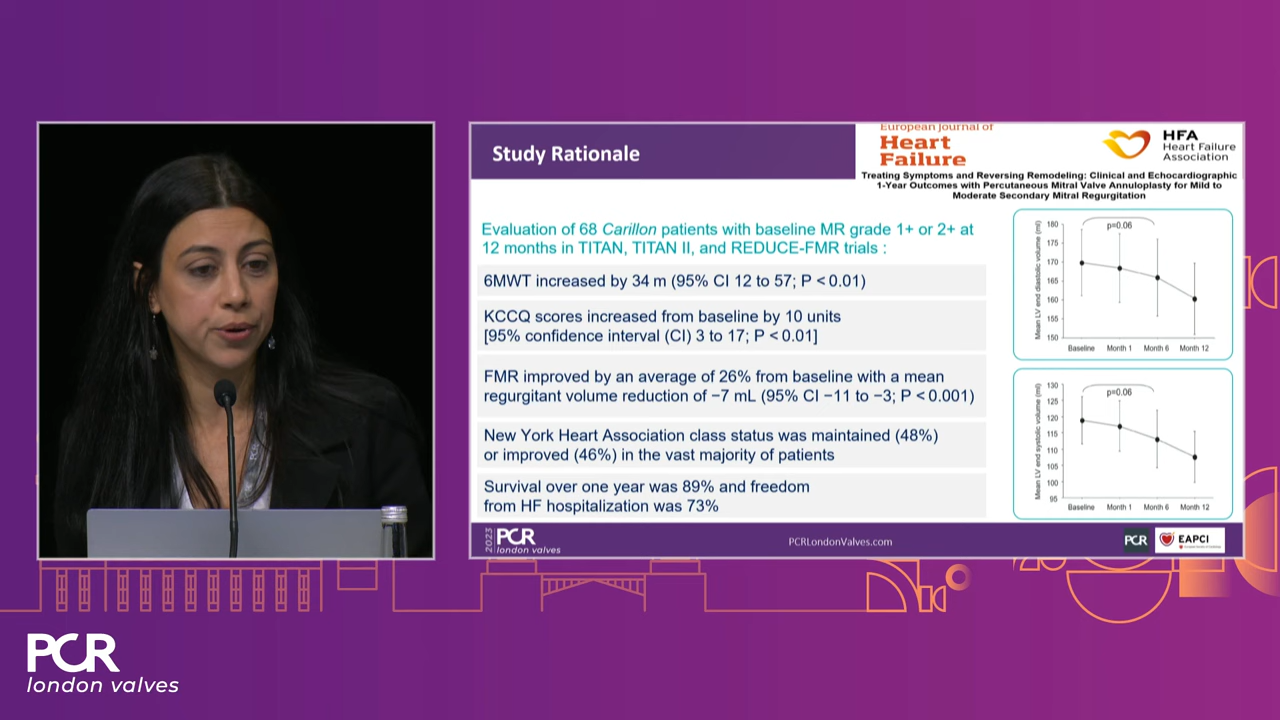 Study Rationale
European Journal of
Heart
Failure
HFA
Heart Failure
Association
Treating Symptoms and Reversing Remodeling: Clinical and Echocardiographic
1-Year Outcomes with Percutaneous Mitral Valve Annuloplasty for Mild to
Moderate Secondary Mitral Regurgitation
Evaluation of 68 Carillon patients with baseline MR grade 1+ or 2+ at
12 months in TITAN, TITAN II, and REDUCE-FMR trials :
6MWT increased by 34 m (95% CI 12 to 57; P < 0.01)
KCCQ scores increased from baseline by 10 units
[95% confidence interval (CI) 3 to 17; P < 0.01]
FMR improved by an average of 26% from baseline with a mean
regurgitant volume reduction of −7 mL (95% CI −11 to −3; P < 0.001)
New York Heart Association class status was maintained (48%)
or improved (46%) in the vast majority of patients
Survival over one year was 89% and freedom
from HF hospitalization was 73%
Mean LV end diastolic volume (ml)
180
175
170
165
160
155
150
p=0.06
Baseline Month 1 Month 6 Month 12
Mean LV end systolic volume (ml)
130
125
120
115
110
105
100
95
p=0.06
Baseline Month 1 Month 6 Month 12
2023
PCR
london valves
PCRLondonValves.com
PCR
EAPCI
PCR
london valves